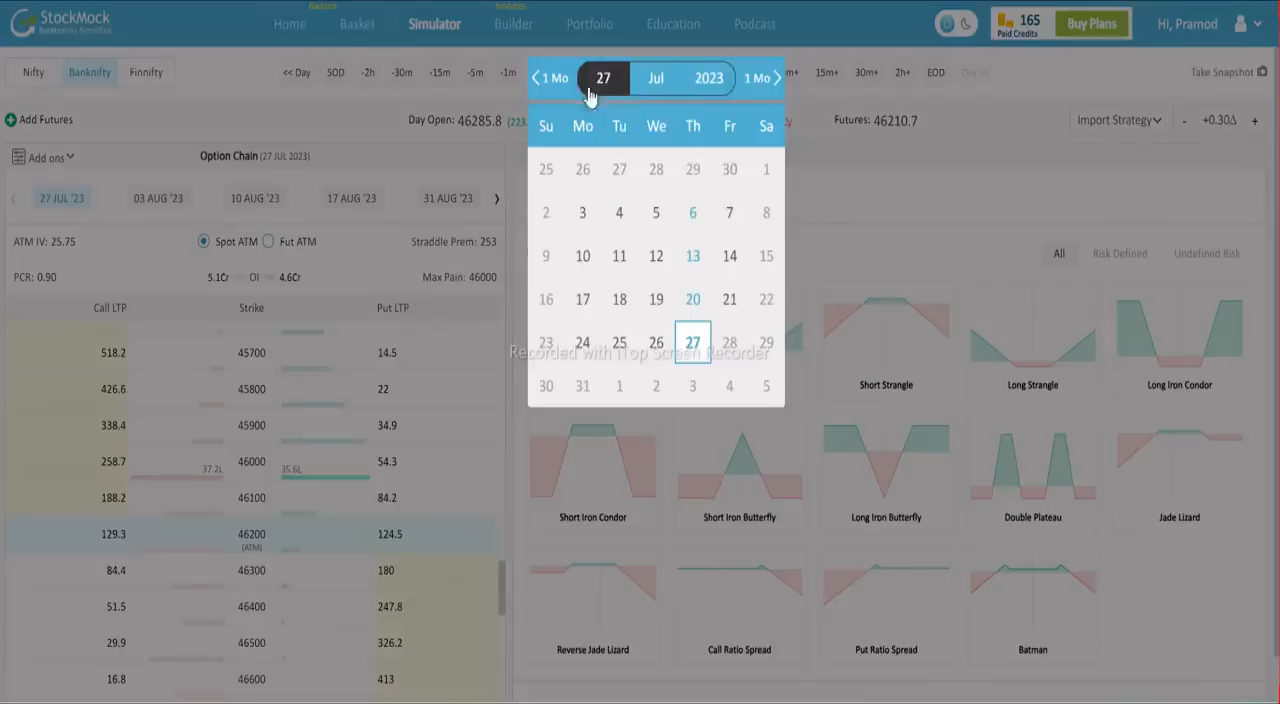 StockMock
Backtesting Simplified
Home
Backtest
Basket
Simulator
Analytics
Builder
Portfolio
Education
Podcast
165
Paid Credits
Buy Plans
Hi, Pramod
Nifty
Banknifty
Finnifty
<< Day
SOD
-2h
-30m
-15m
-5m
-1m
15m+
30m+
2h+
EOD
Day >>
Take Snapshot
1 Mo
27
Jul
2023
1 Mo
Add Futures
Day Open: 46285.8 (223.
Futures: 46210.7
Import Strategy
- +0.30Δ +
Su Mo Tu We Th Fr Sa
25 26 27 28 29 30 1
2 3 4 5 6 7 8
9 10 11 12 13 14 15
16 17 18 19 20 21 22
23 24 25 26 27 28 29
30 31 1 2 3 4 5
Recorded with iTop Screen Recorder
Add ons
Option Chain (27 JUL 2023)
27 JUL '23
03 AUG '23
10 AUG '23
17 AUG '23
31 AUG '23
ATM IV: 25.75
Spot ATM
Fut ATM
Straddle Prem: 253
PCR: 0.90
5.1Cr OI 4.6Cr
Max Pain: 46000
Call LTP Strike Put LTP
518.2 45700 14.5
426.6 45800 22
338.4 45900 34.9
258.7 37.2L 46000 35.6L 54.3
188.2 46100 84.2
129.3 46200 124.5
(ATM)
84.4 46300 180
51.5 46400 247.8
29.9 46500 326.2
16.8 46600 413
All
Risk Defined
Undefined Risk
Short Strangle
Long Strangle
Long Iron Condor
Short Iron Condor
Short Iron Butterfly
Long Iron Butterfly
Double Plateau
Jade Lizard
Reverse Jade Lizard
Call Ratio Spread
Put Ratio Spread
Batman